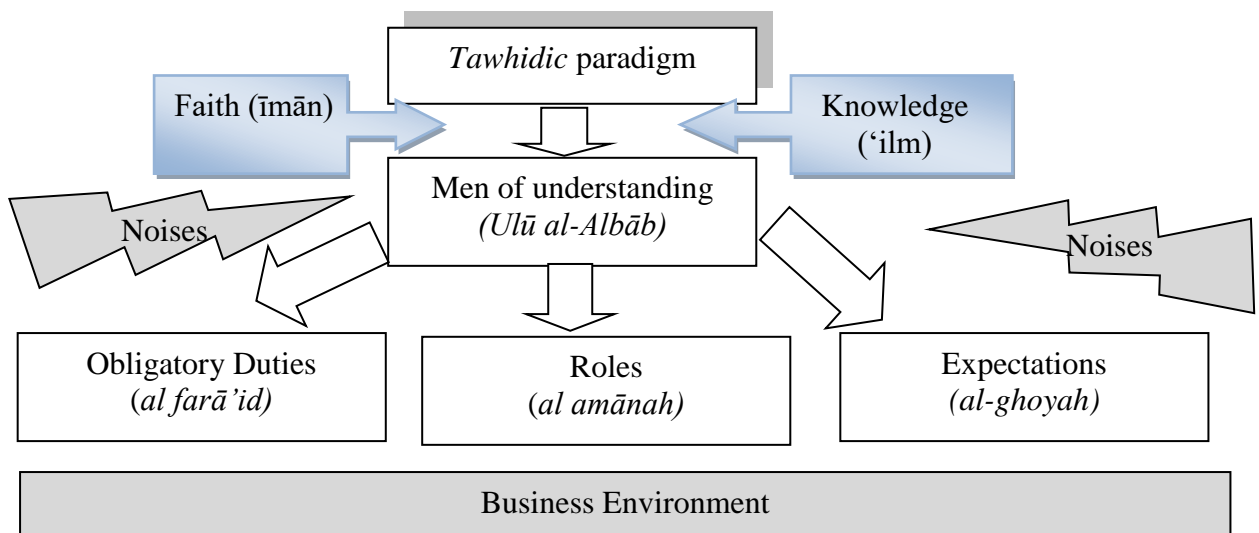 Tawhidic paradigm
Faith (īmān)
Knowledge
(‘ilm)
Men of understanding
(Ulū al-Albāb)
Noises
Noises
Obligatory Duties
(al farā’id)
Roles
(al amānah)
Expectations
(al-ghoyah)
Business Environment